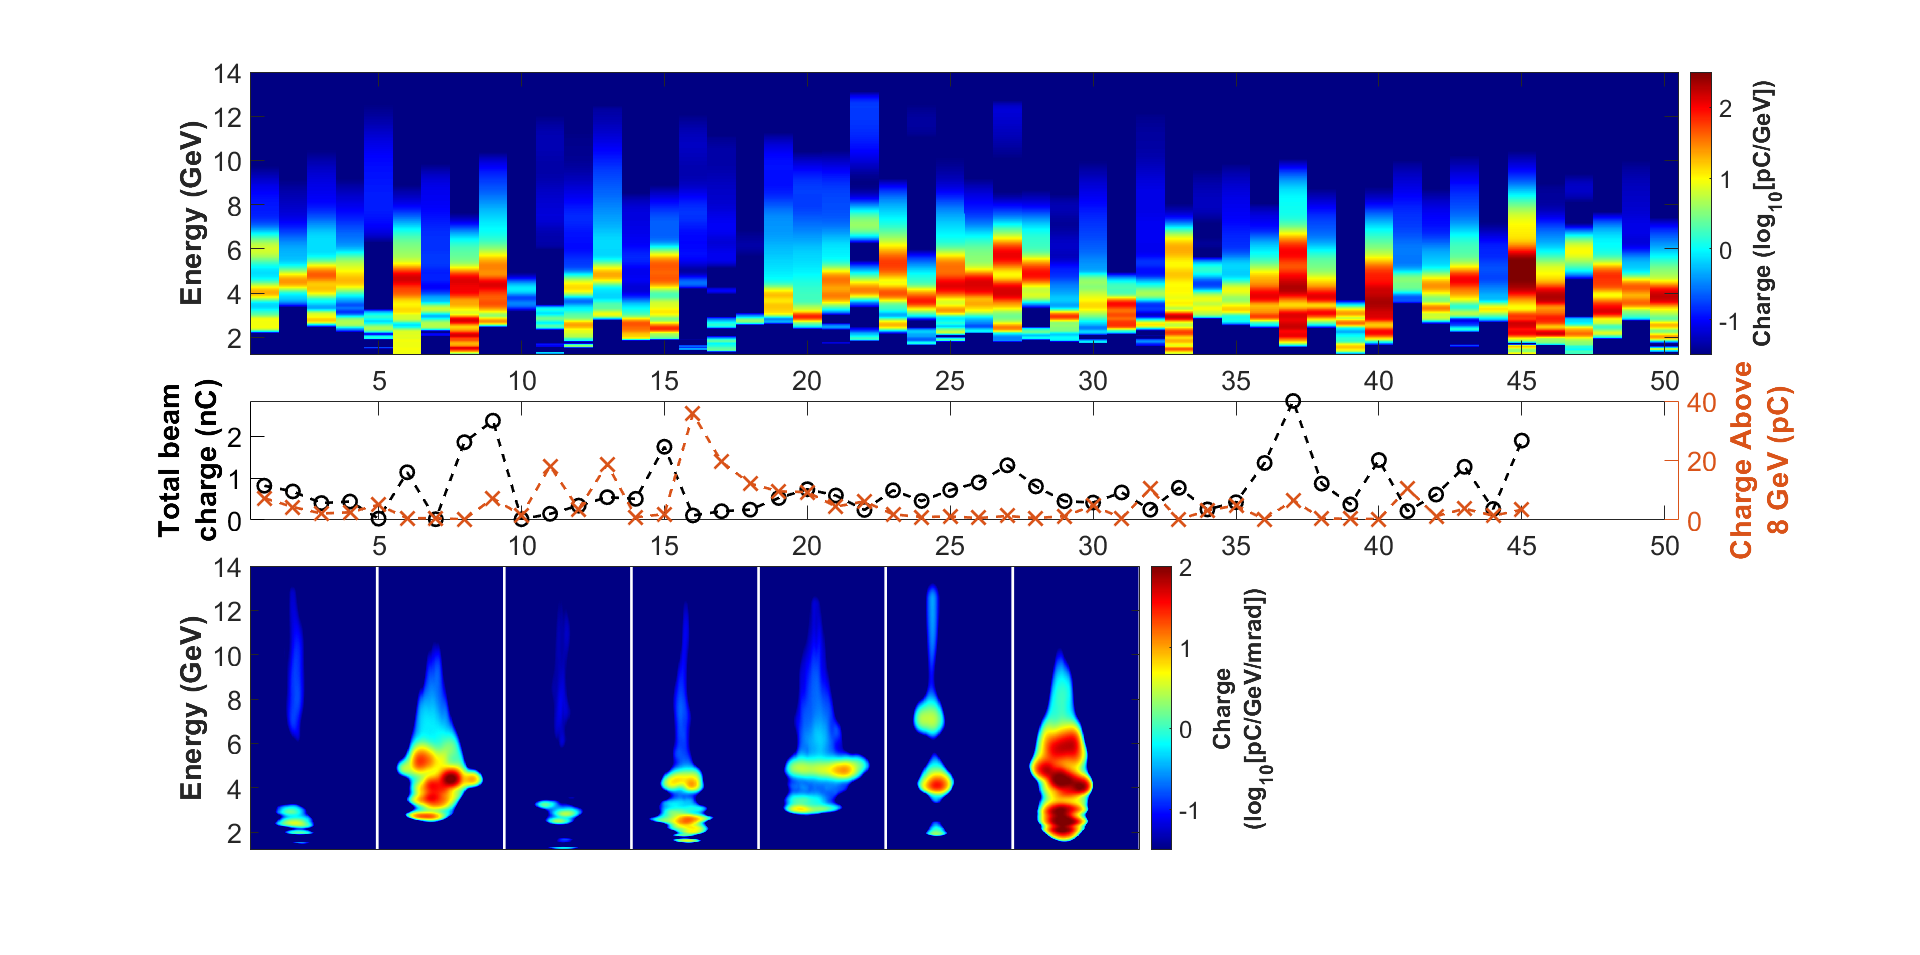 14
12
10
8
6
4
2
Energy (GeV)
5 10 15 20 25 30 35 40 45 50
2
1
0
-1
Charge (log10[pC/GeV])
Total beam
charge (nC)
2
1
0
40
20
0
Charge Above
8 GeV (pC)
5 10 15 20 25 30 35 40 45 50
14
12
10
8
6
4
2
Energy (GeV)
2
1
0
-1
Charge
(log10[pC/GeV/mrad])